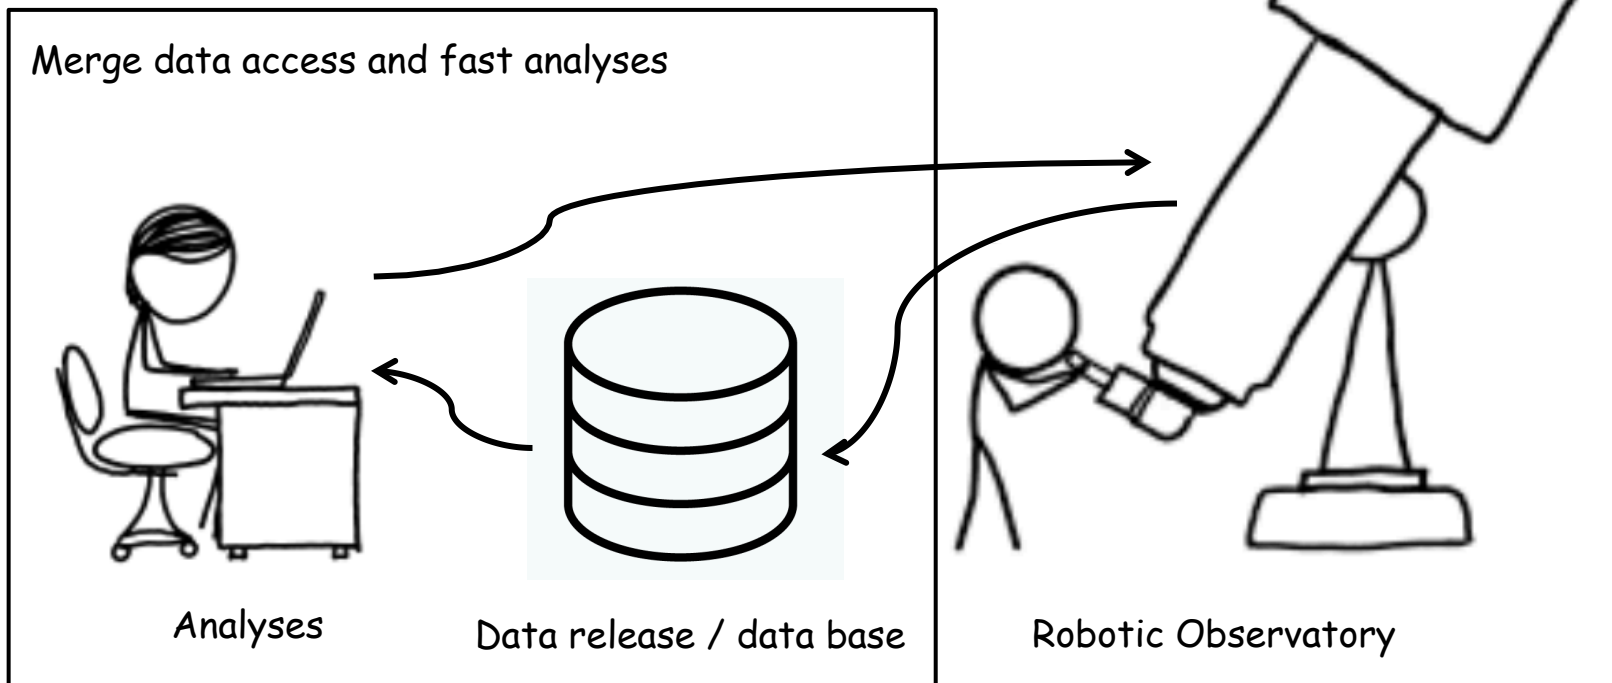 Merge data access and fast analyses
Analyses
Data release / data base
Robotic Observatory